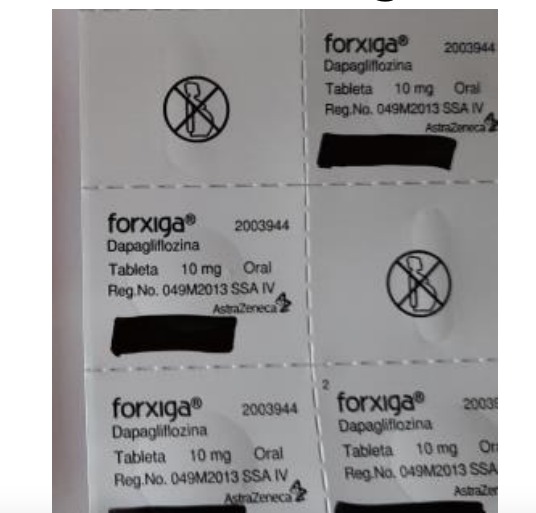 forxiga® 2003944
Dapagliflozina
Tableta 10 mg Oral
Reg.No. 049M2013 SSA IV
AstraZeneca
forxiga® 2003944
Dapagliflozina
Tableta 10 mg Oral
Reg.No. 049M2013 SSA IV
AstraZeneca
forxiga® 2003944
Dapagliflozina
Tableta 10 mg Oral
Reg.No. 049M2013 SSA IV
AstraZeneca
2
forxiga® 2003
Dapagliflozina
Tableta 10 mg
Reg.No. 049M2013 SSA